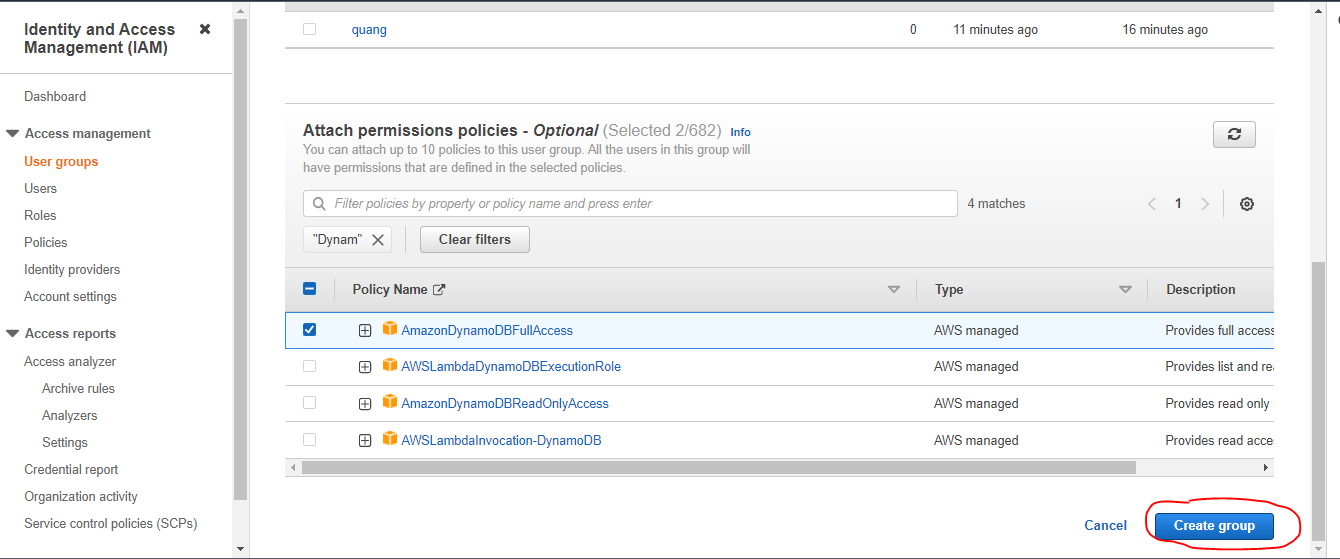 Identity and Access
Management (IAM)
Dashboard
Access management
User groups
Users
Roles
Policies
Identity providers
Account settings
Access reports
Access analyzer
Archive rules
Analyzers
Settings
Credential report
Organization activity
Service control policies (SCPs)
quang 0 11 minutes ago 16 minutes ago
Attach permissions policies - Optional (Selected 2/682) Info
You can attach up to 10 policies to this user group. All the users in this group will
have permissions that are defined in the selected policies.
Filter policies by property or policy name and press enter 4 matches 1
"Dynam" Clear filters
Policy Name Type Description
AmazonDynamoDBFullAccess AWS managed Provides full access
AWSLambdaDynamoDBExecutionRole AWS managed Provides list and rea
AmazonDynamoDBReadOnlyAccess AWS managed Provides read only
AWSLambdaInvocation-DynamoDB AWS managed Provides read acce
Cancel Create group